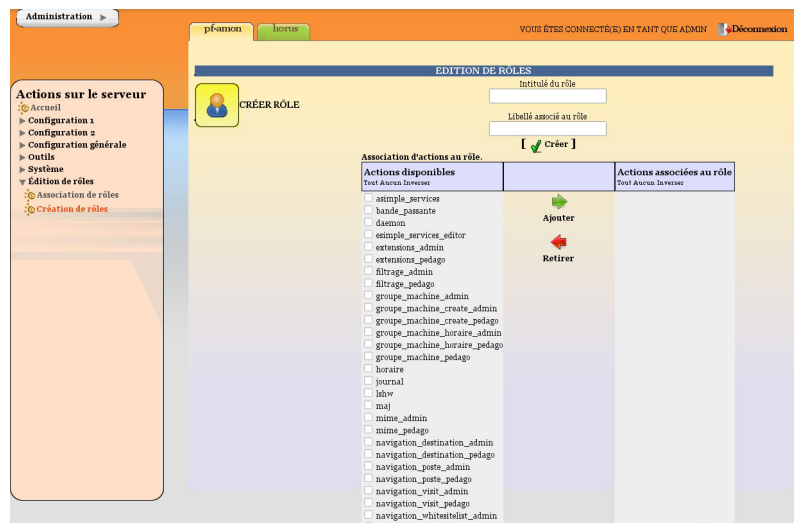 Administration
pf-amon
horus
VOUS ÊTES CONNECTÉ(E) EN TANT QUE ADMIN
Déconnexion
Actions sur le serveur
Accueil
Configuration 1
Configuration 2
Configuration générale
Outils
Système
Édition de rôles
Association de rôles
Création de rôles
EDITION DE RÔLES
CRÉER RÔLE
Intitulé du rôle
Libellé associé au rôle
[ Créer ]
Association d'actions au rôle.
Actions disponibles
Tout Aucun Inverser
Actions associées au rôle
Tout Aucun Inverser
Ajouter
Retirer
asimple_services
bande_passante
daemon
esimple_services_editor
extensions_admin
extensions_pedago
filtrage_admin
filtrage_pedago
groupe_machine_admin
groupe_machine_create_admin
groupe_machine_create_pedago
groupe_machine_horaire_admin
groupe_machine_horaire_pedago
groupe_machine_pedago
horaire
journal
lshw
maj
mime_admin
mime_pedago
navigation_destination_admin
navigation_destination_pedago
navigation_poste_admin
navigation_poste_pedago
navigation_visit_admin
navigation_visit_pedago
navigation_whitesitelist_admin